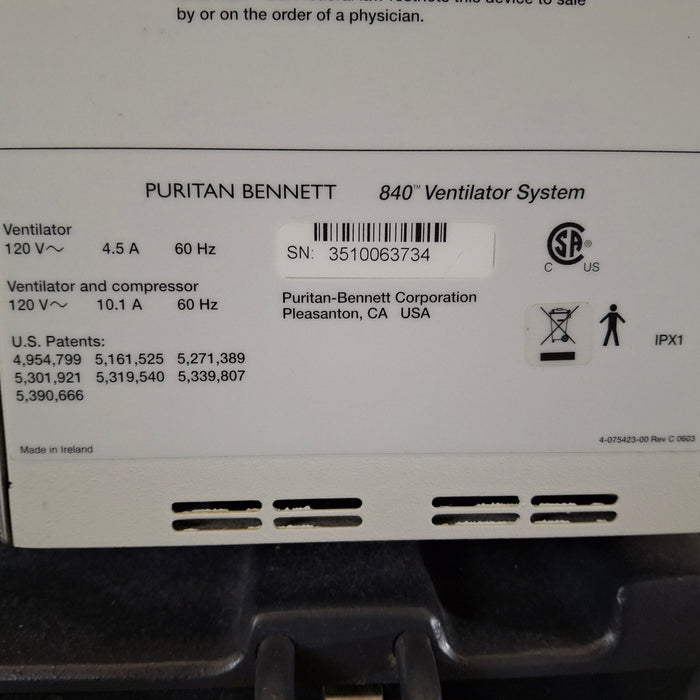 by or on the order of a physician.
PURITAN BENNETT 840™ Ventilator System
Ventilator
120 V～ 4.5 A 60 Hz
SN: 3510063734
SA ®
C US
Ventilator and compressor
120 V～ 10.1 A 60 Hz
Puritan-Bennett Corporation
Pleasanton, CA USA
IPX1
U.S. Patents:
4,954,799 5,161,525 5,271,389
5,301,921 5,319,540 5,339,807
5,390,666
Made in Ireland
4-075423-00 Rev C 0603